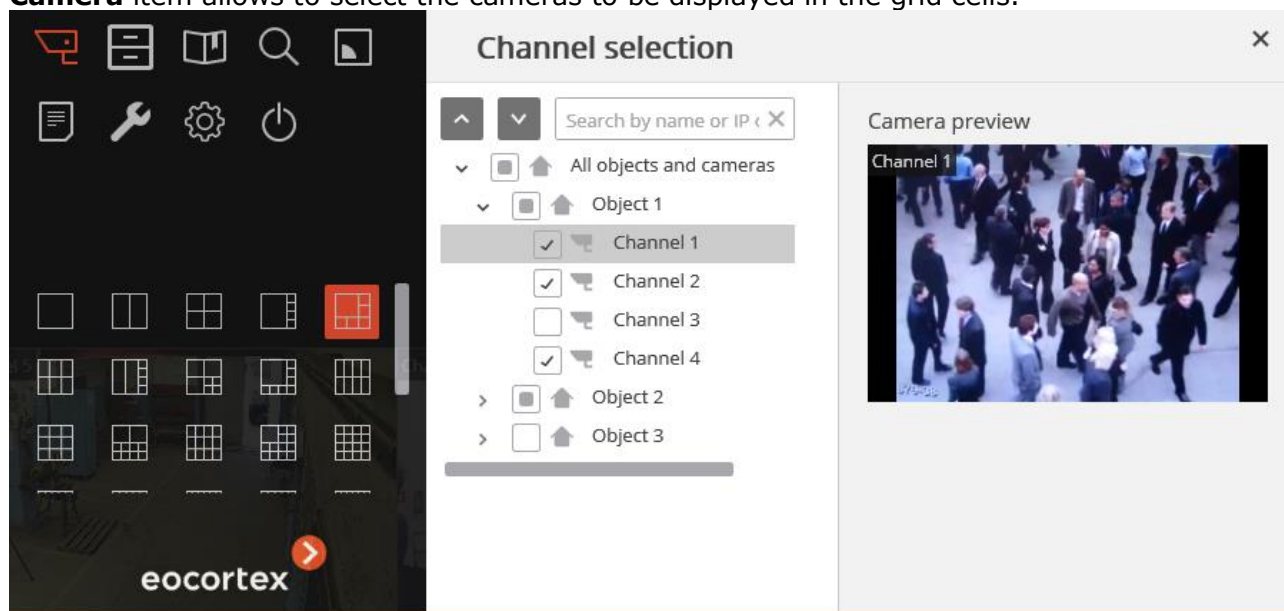 Camera item allows to select the cameras to be displayed in the grid cells.
Channel selection
Search by name or IP
All objects and cameras
Object 1
Channel 1
Channel 2
Channel 3
Channel 4
Object 2
Object 3
Camera preview
Channel 1
eocortex